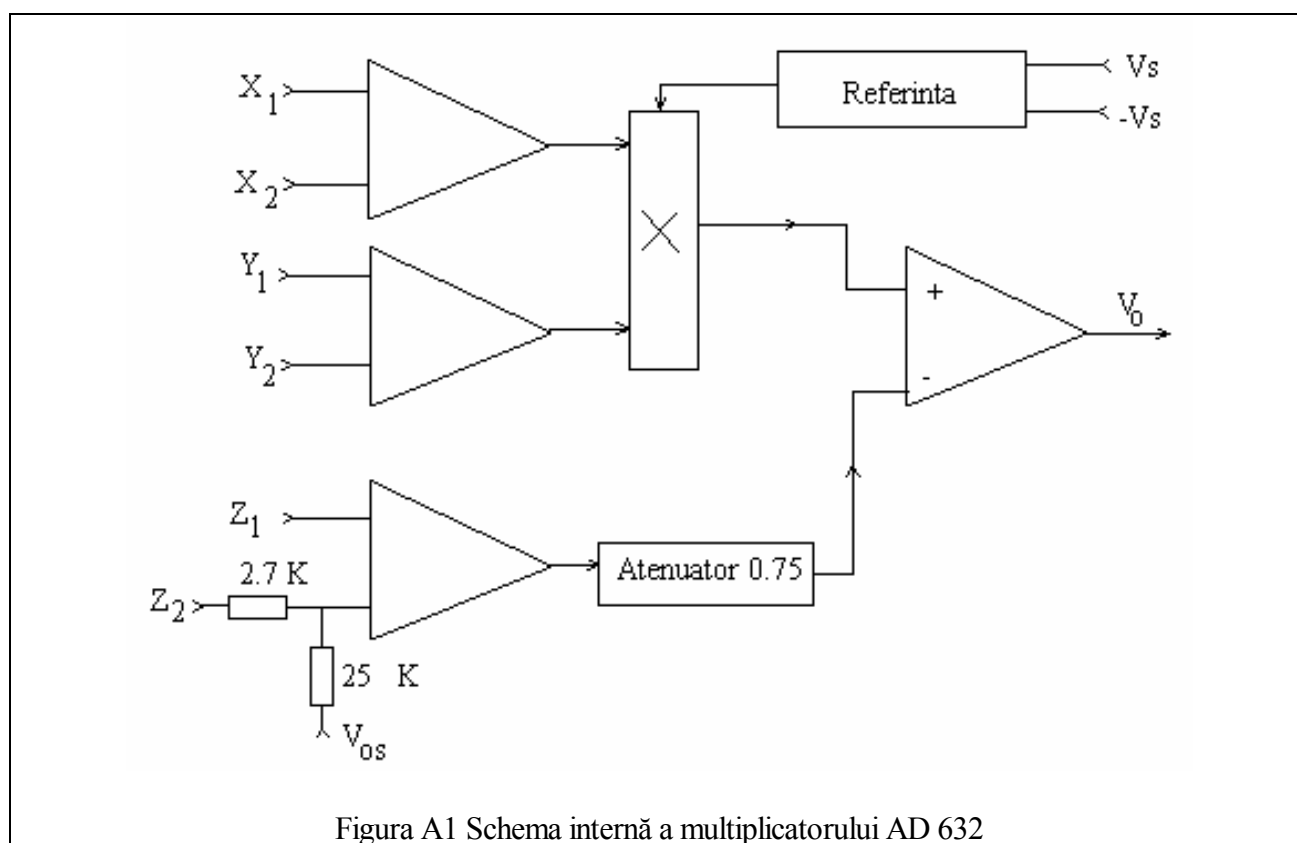 X1
X2
Y1
Y2
Z1
2.7 K
Z2
25 K
Vos
X
Referinta
Vs
-Vs
+
-
Vo
Atenuator 0.75
Figura A1 Schema internă a multiplicatorului AD 632